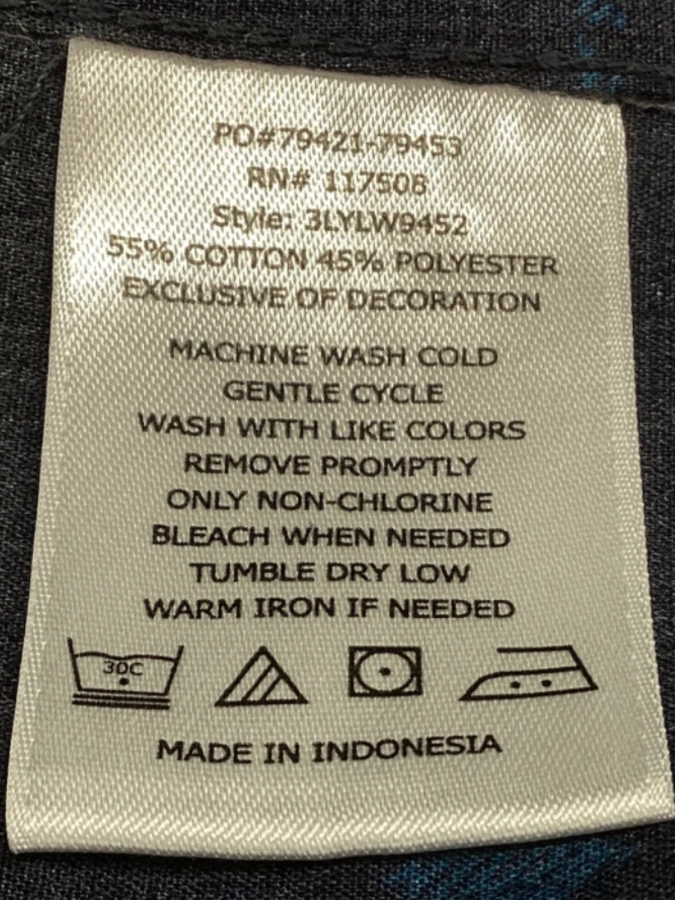 PO#79421-79453
RN# 117508
Style: 3LYLW9452
55% COTTON 45% POLYESTER
EXCLUSIVE OF DECORATION
MACHINE WASH COLD
GENTLE CYCLE
WASH WITH LIKE COLORS
REMOVE PROMPTLY
ONLY NON-CHLORINE
BLEACH WHEN NEEDED
TUMBLE DRY LOW
WARM IRON IF NEEDED
30C
MADE IN INDONESIA